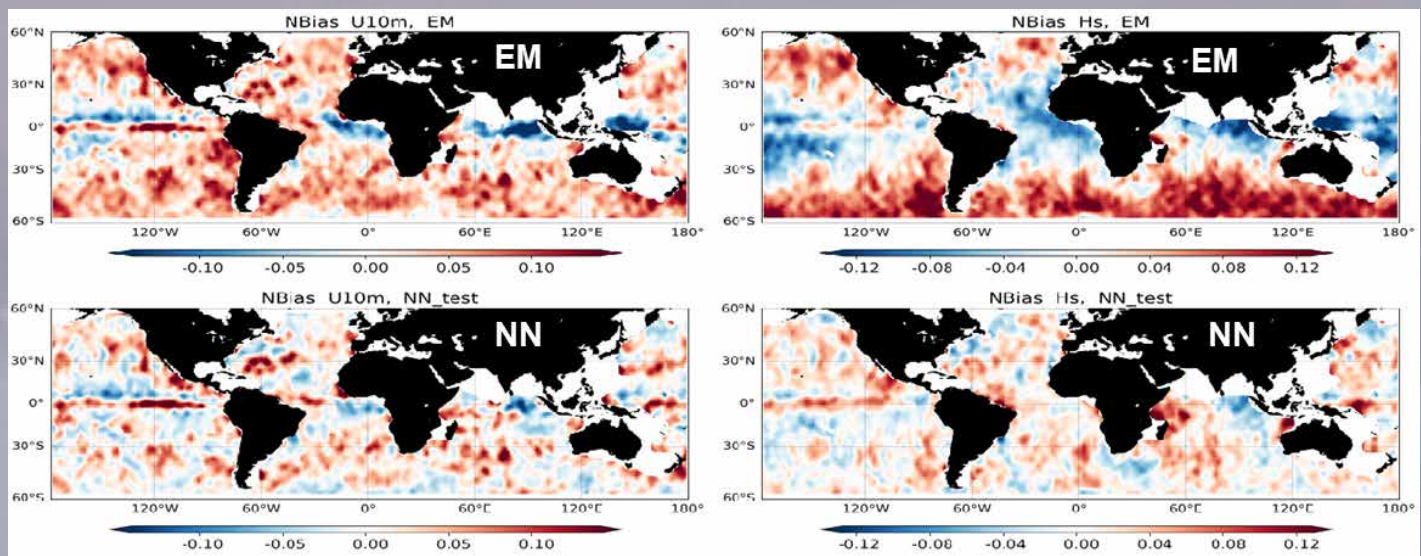 NBias U10m, EM
60°N
30°N
0°
30°S
60°S
EM
120°W 60°W 0° 60°E 120°E 180°
-0.10 -0.05 0.00 0.05 0.10
NBias Hs, EM
60°N
30°N
0°
30°S
60°S
EM
120°W 60°W 0° 60°E 120°E 180°
-0.12 -0.08 -0.04 0.00 0.04 0.08 0.12
NBias U10m, NN_test
60°N
30°N
0°
30°S
60°S
NN
120°W 60°W 0° 60°E 120°E 180°
-0.10 -0.05 0.00 0.05 0.10
NBias Hs, NN_test
60°N
30°N
0°
30°S
60°S
NN
120°W 60°W 0° 60°E 120°E 180°
-0.12 -0.08 -0.04 0.00 0.04 0.08 0.12